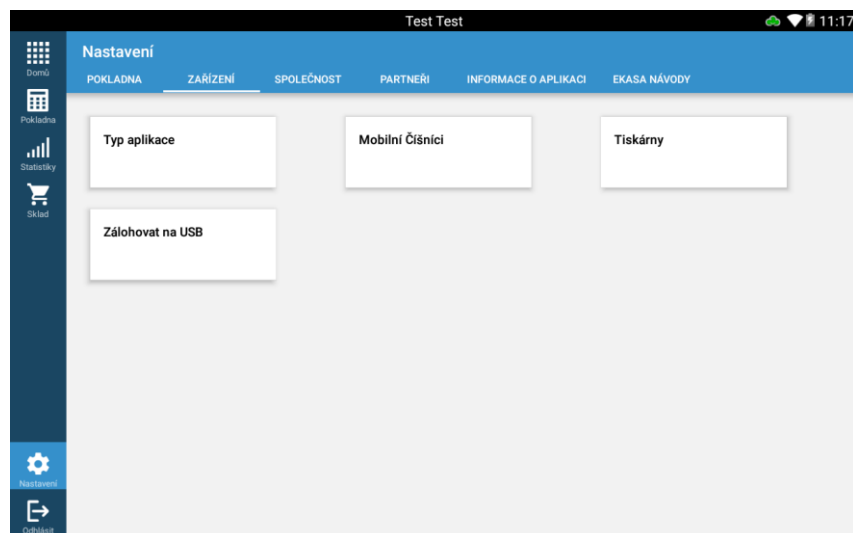 Test Test
11:17
Domů
Pokladna
Statistiky
Sklad
Nastavení
Odhlásit
Nastavení
POKLADNA ZAŘÍZENÍ SPOLEČNOST PARTNEŘI INFORMACE O APLIKACI EKASA NÁVODY
Typ aplikace Mobilní Číšníci Tiskárny
Zálohovat na USB